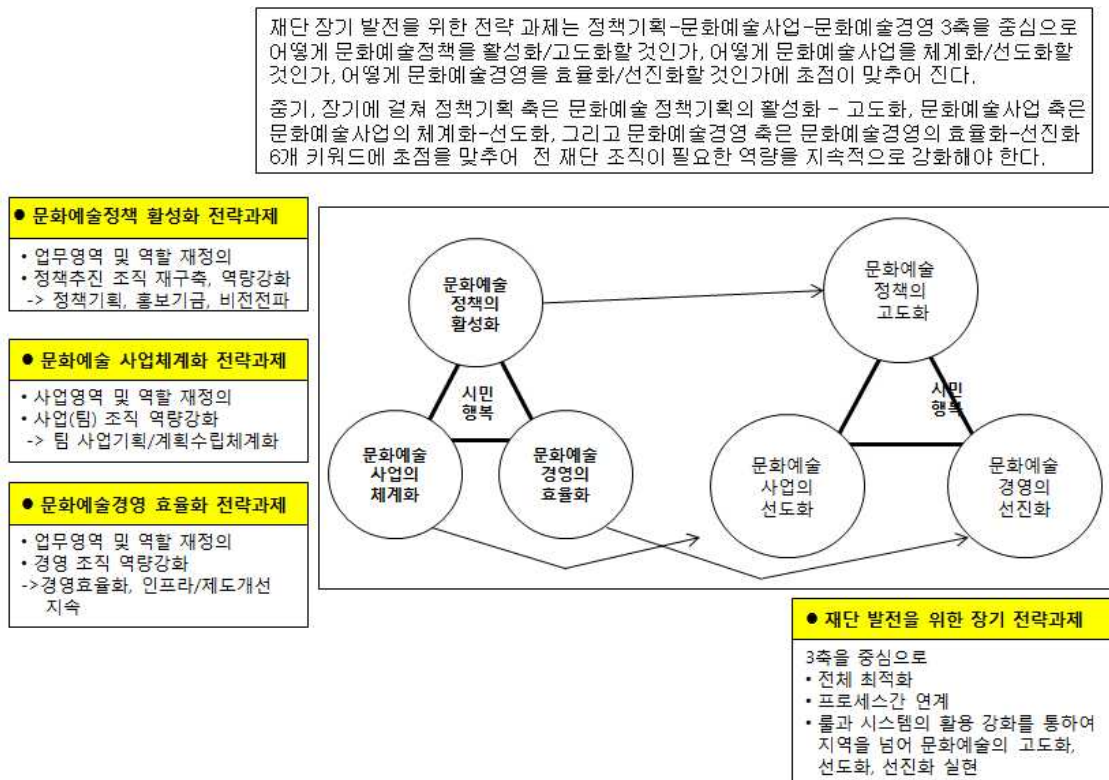 재단 장기 발전을 위한 전략 과제는 정책기획-문화예술사업-문화예술경영 3축을 중심으로
어떻게 문화예술정책을 활성화/고도화할 것인가, 어떻게 문화예술사업을 체계화/선도화할
것인가, 어떻게 문화예술경영을 효율화/선진화할 것인가에 초점이 맞추어 진다.
중기, 장기에 걸쳐 정책기획 축은 문화예술 정책기획의 활성화 - 고도화, 문화예술사업 축은
문화예술사업의 체계화-선도화, 그리고 문화예술경영 축은 문화예술경영의 효율화-선진화
6개 키워드에 초점을 맞추어 전 재단 조직이 필요한 역량을 지속적으로 강화해야 한다.
● 문화예술정책 활성화 전략과제
• 업무영역 및 역할 재정의
• 정책추진 조직 재구축, 역량강화
-> 정책기획, 홍보기금, 비전전파
● 문화예술 사업체계화 전략과제
• 사업영역 및 역할 재정의
• 사업(팀) 조직 역량강화
-> 팀 사업기획/계획수립체계화
● 문화예술경영 효율화 전략과제
• 업무영역 및 역할 재정의
• 경영 조직 역량강화
->경영효율화, 인프라/제도개선
지속
문화예술
정책의
활성화
시민
행복
문화예술
사업의
체계화
문화예술
경영의
효율화
문화예술
정책의
고도화
시민
행복
문화예술
사업의
선도화
문화예술
경영의
선진화
● 재단 발전을 위한 장기 전략과제
3축을 중심으로
• 전체 최적화
• 프로세스간 연계
• 룰과 시스템의 활용 강화를 통하여
지역을 넘어 문화예술의 고도화,
선도화, 선진화 실현